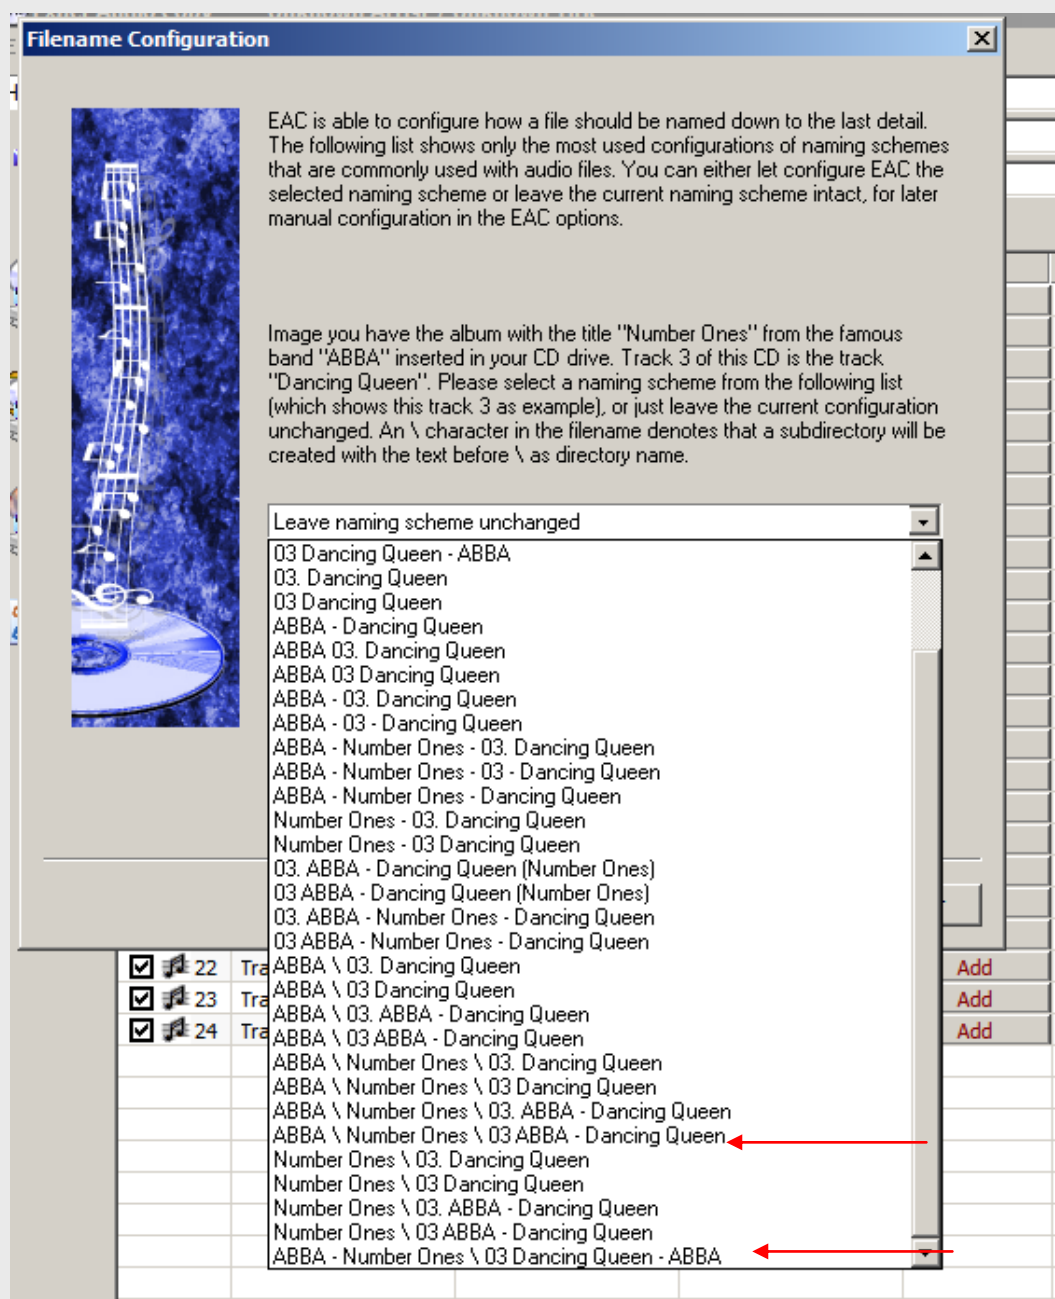 Filename Configuration
EAC is able to configure how a file should be named down to the last detail.
The following list shows only the most used configurations of naming schemes
that are commonly used with audio files. You can either let configure EAC the
selected naming scheme or leave the current naming scheme intact, for later
manual configuration in the EAC options.
Image you have the album with the title "Number Ones" from the famous
band "ABBA" inserted in your CD drive. Track 3 of this CD is the track
"Dancing Queen". Please select a naming scheme from the following list
(which shows this track 3 as example), or just leave the current configuration
unchanged. An \ character in the filename denotes that a subdirectory will be
created with the text before \ as directory name.
Leave naming scheme unchanged
03 Dancing Queen - ABBA
03. Dancing Queen
03 Dancing Queen
ABBA - Dancing Queen
ABBA 03. Dancing Queen
ABBA 03 Dancing Queen
ABBA - 03. Dancing Queen
ABBA - 03 - Dancing Queen
ABBA - Number Ones - 03. Dancing Queen
ABBA - Number Ones - 03 - Dancing Queen
ABBA - Number Ones - Dancing Queen
Number Ones - 03. Dancing Queen
Number Ones - 03 Dancing Queen
03. ABBA - Dancing Queen (Number Ones)
03 ABBA - Dancing Queen (Number Ones)
03. ABBA - Number Ones - Dancing Queen
03 ABBA - Number Ones - Dancing Queen
ABBA \ 03. Dancing Queen
ABBA \ 03 Dancing Queen
ABBA \ 03. ABBA - Dancing Queen
ABBA \ 03 ABBA - Dancing Queen
ABBA \ Number Ones \ 03. Dancing Queen
ABBA \ Number Ones \ 03 Dancing Queen
ABBA \ Number Ones \ 03. ABBA - Dancing Queen
ABBA \ Number Ones \ 03 ABBA - Dancing Queen
Number Ones \ 03. Dancing Queen
Number Ones \ 03 Dancing Queen
Number Ones \ 03. ABBA - Dancing Queen
Number Ones \ 03 ABBA - Dancing Queen
ABBA - Number Ones \ 03 Dancing Queen - ABBA
22 Tra Add
23 Tra Add
24 Tra Add